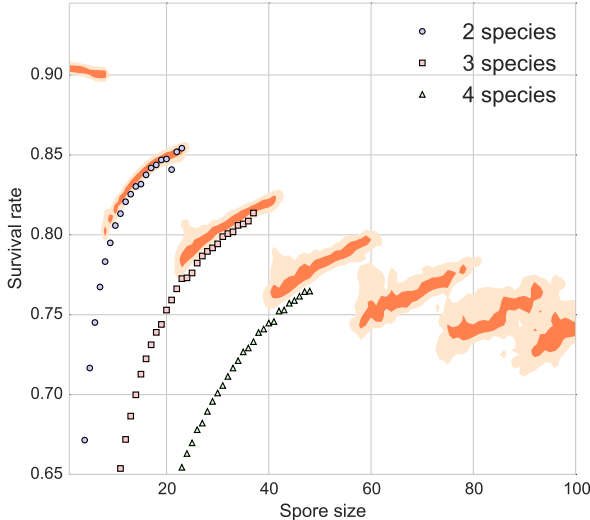 2 species
3 species
4 species
0.90
0.85
0.80
0.75
0.70
0.65
Survival rate
20
40
60
80
100
Spore size